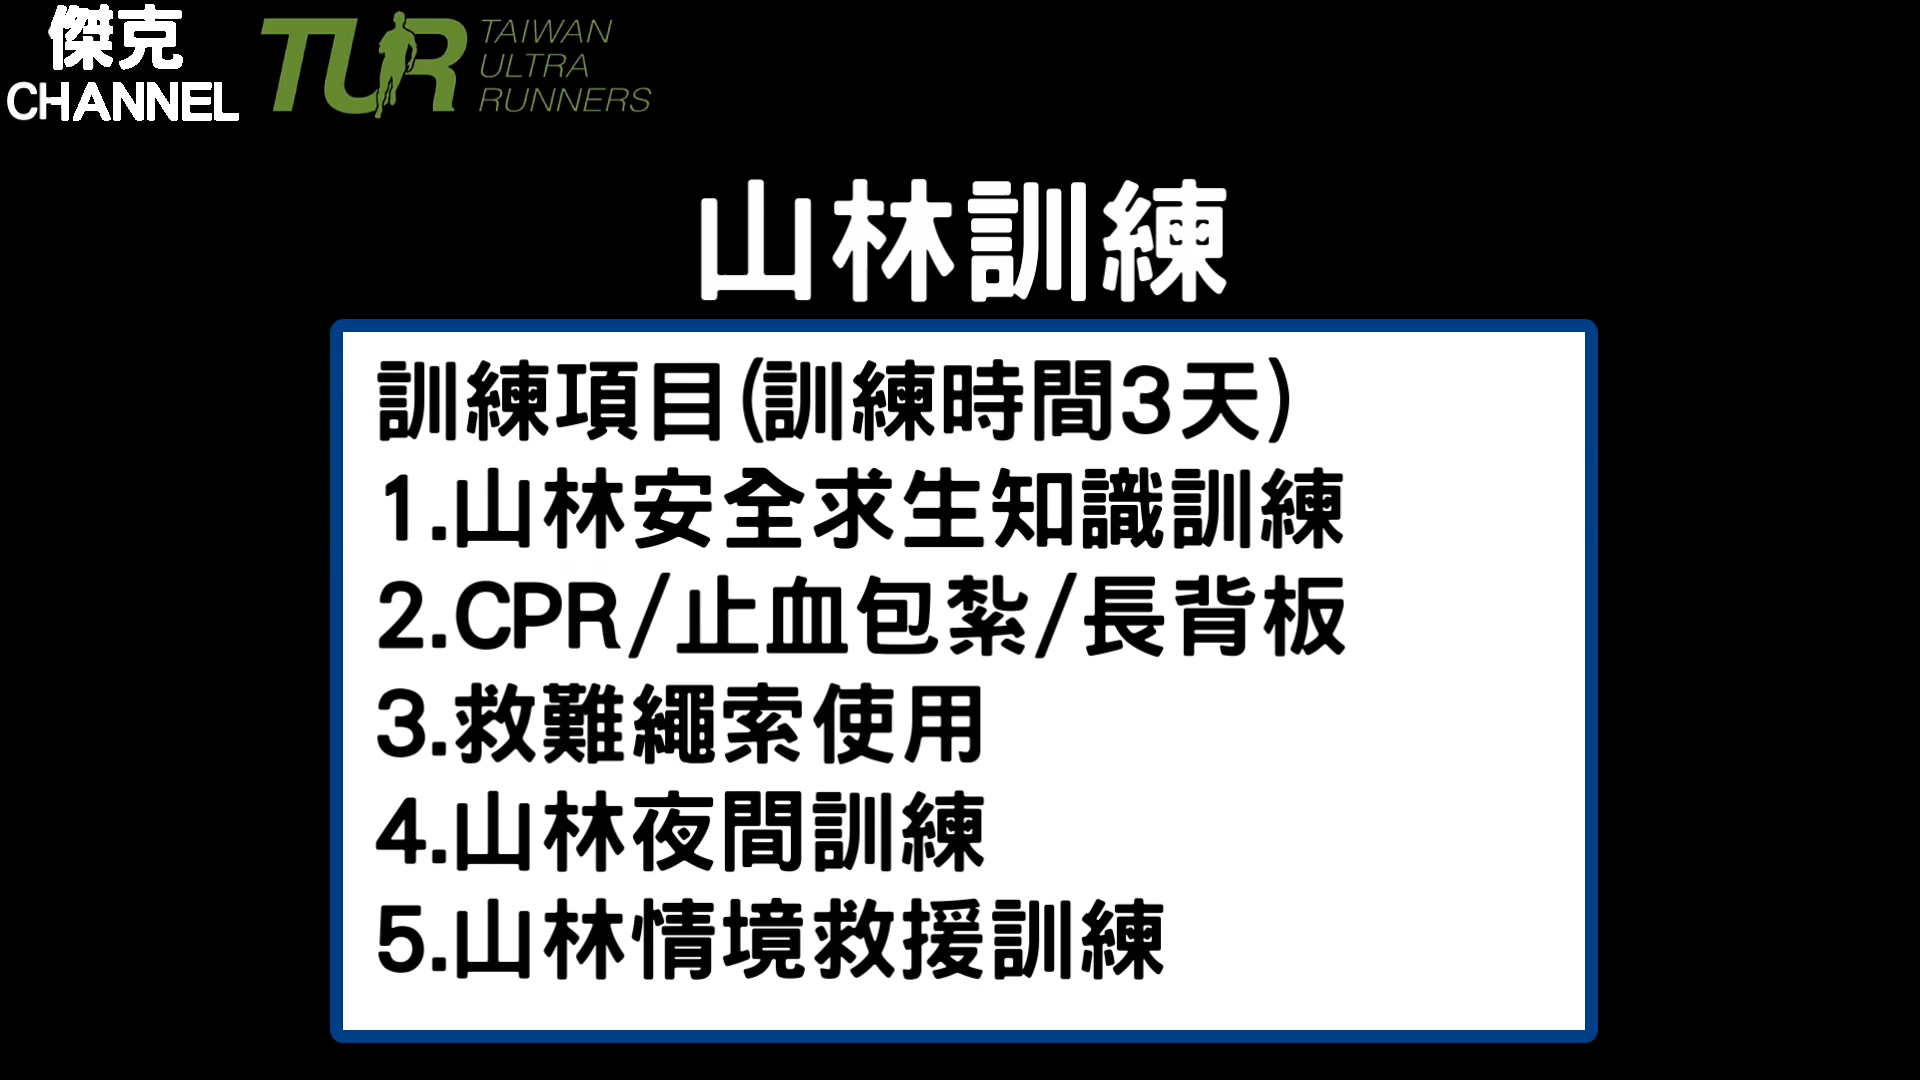 傑克
CHANNEL
TUR
TAIWAN
ULTRA
RUNNERS
山林訓練
訓練項目(訓練時間3天)
1.山林安全求生知識訓練
2.CPR/止血包紮/長背板
3.救難繩索使用
4.山林夜間訓練
5.山林情境救援訓練